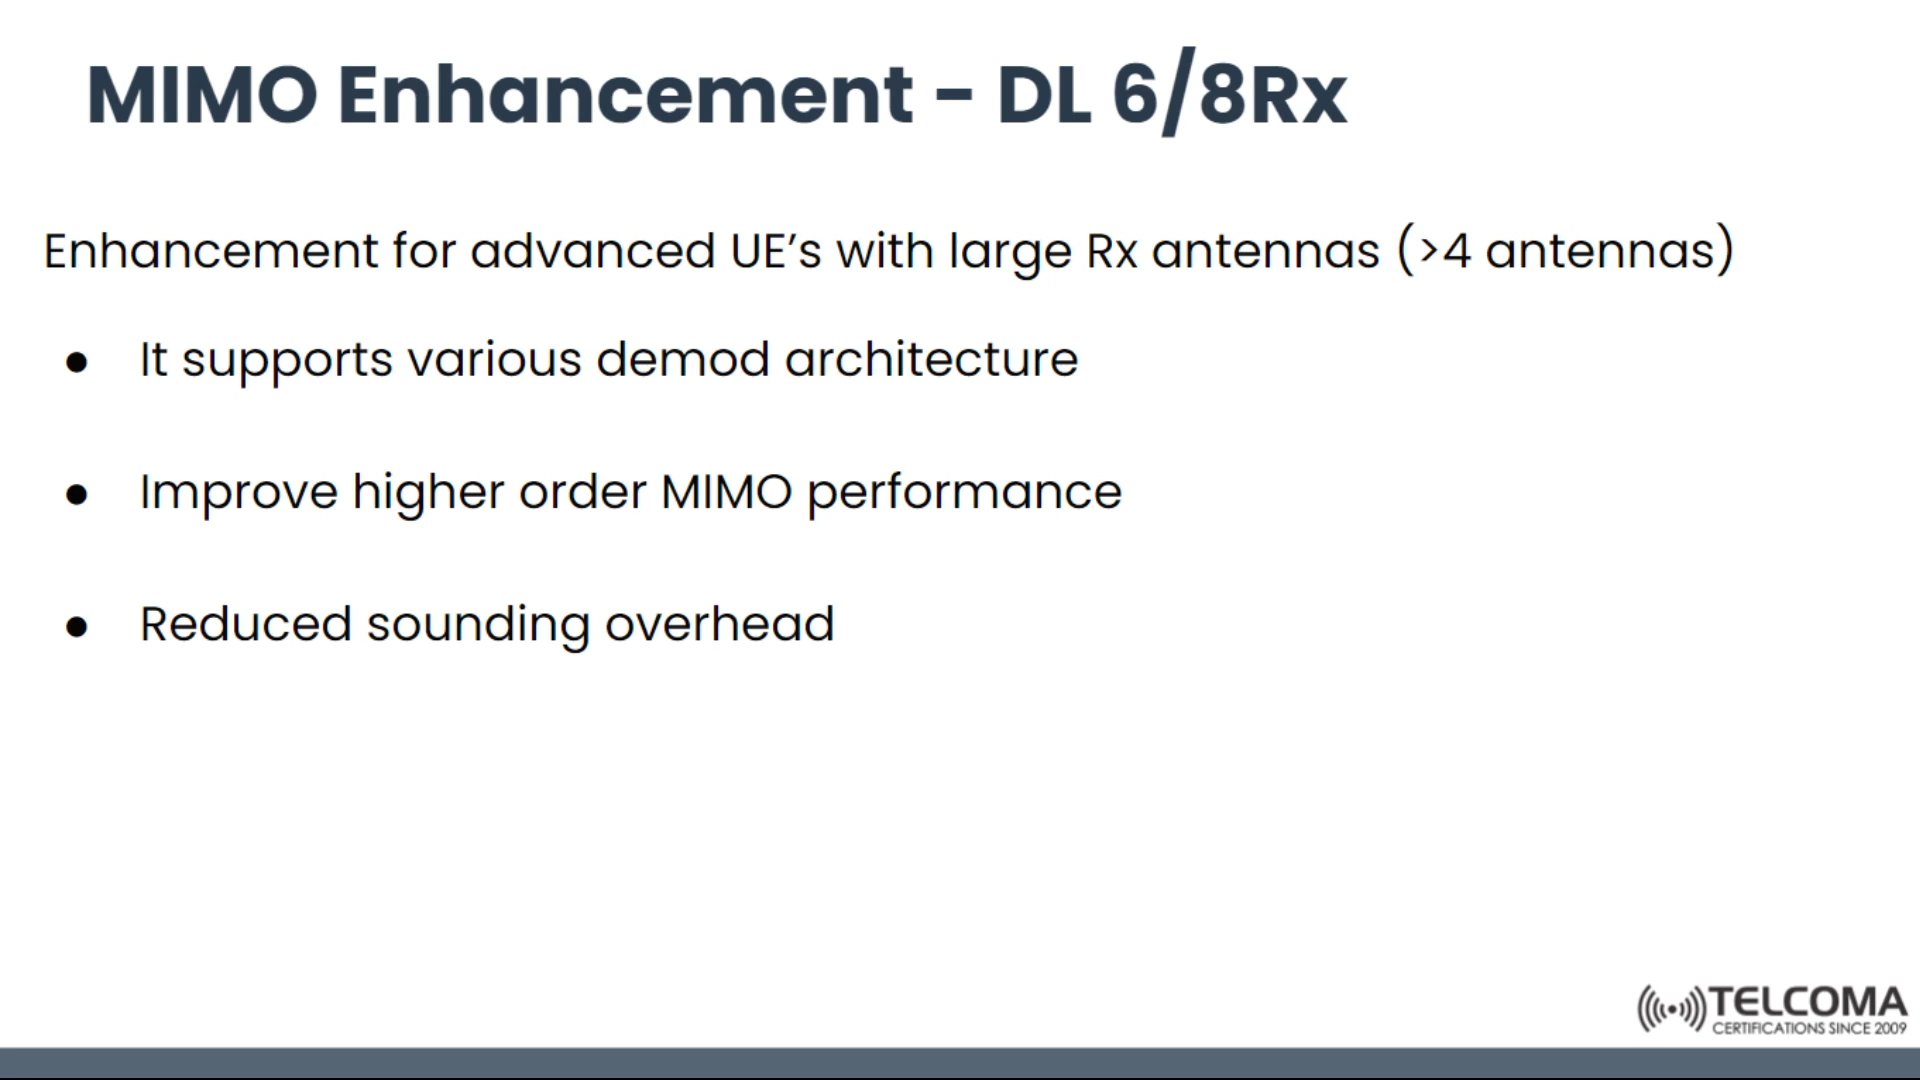 MIMO Enhancement - DL 6/8Rx
Enhancement for advanced UE’s with large Rx antennas (>4 antennas)
● It supports various demod architecture
● Improve higher order MIMO performance
● Reduced sounding overhead
TELCOMA
CERTIFICATIONS SINCE 2009